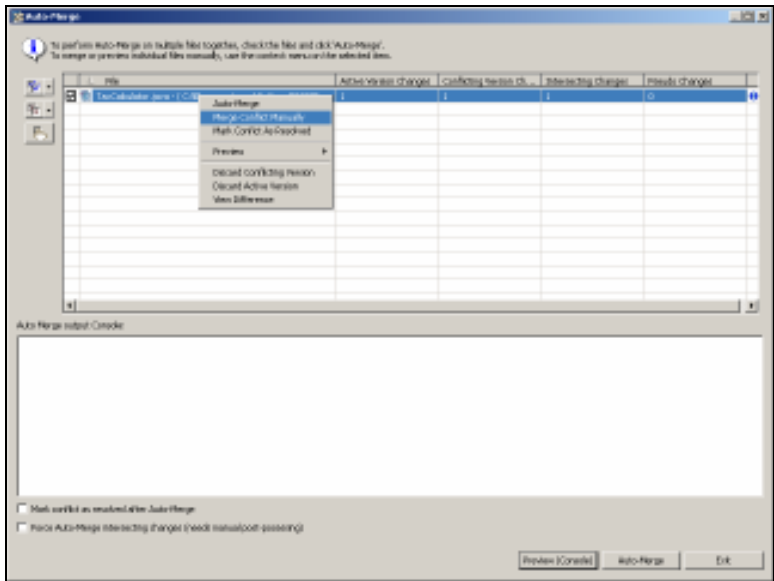 Auto-Merge
To perform Auto-Merge on multiple files together, check the files and click 'Auto-Merge'.
To merge or preview individual files manually, use the context menu on the selected item.
File Active Version Changes Conflicting Version Ch... Intersecting Changes Pseudo Changes
TaxCalculator.java - ( C:\ 1 1 1 0
Auto-Merge
Merge Conflict Manually
Mark Conflict As Resolved
Preview
Discard Conflicting Version
Discard Active Version
View Difference
Auto Merge output Console:
Mark conflict as resolved after Auto-Merge
Force Auto-Merge intersecting changes (needs manual post-processing)
Preview (Console) Auto-Merge Exit